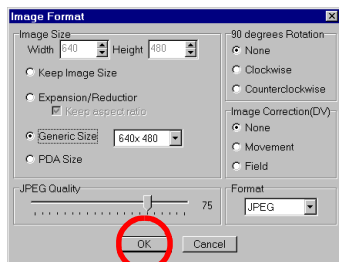 Image Format
Image Size
Width 640 Height 480
Keep Image Size
Expansion/Reductior
Keep aspect ratio
Generic Size 640x 480
PDA Size
90 degrees Rotation
None
Clockwise
Counterclockwise
Image Correction(DV)
None
Movement
Field
JPEG Quality
75
Format
JPEG
OK Cancel